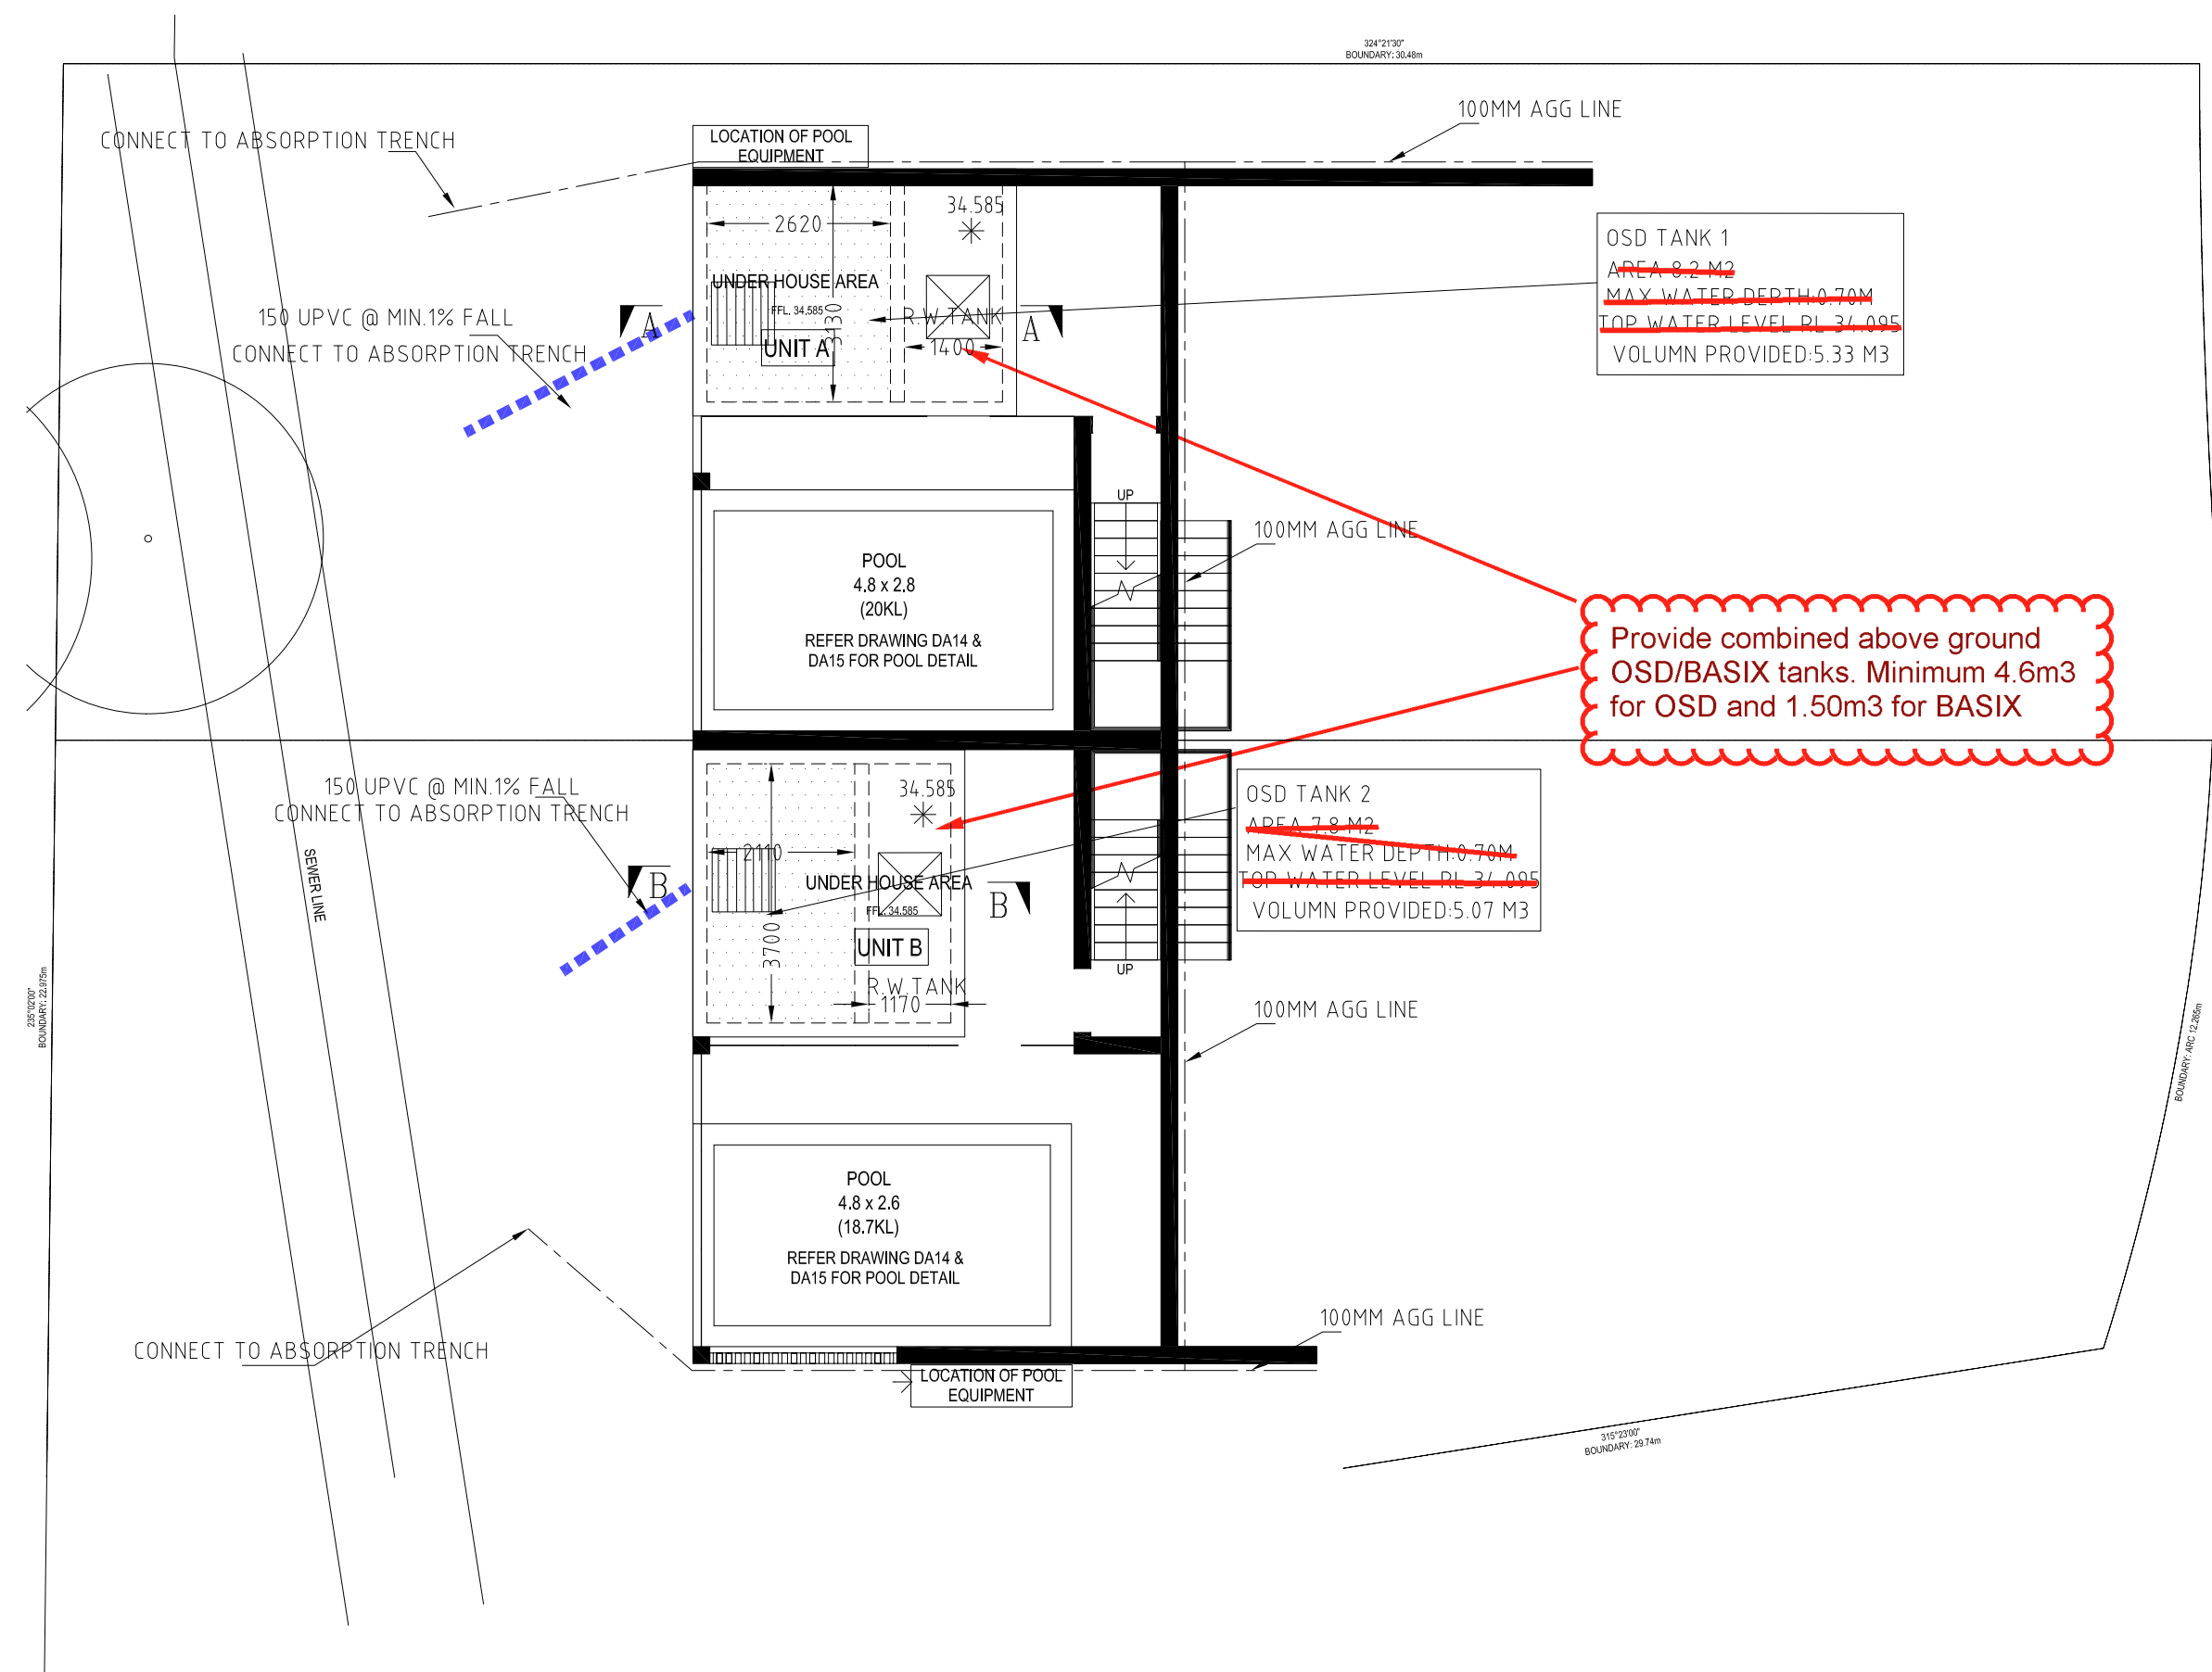 324°21'30"
BOUNDARY: 30.48m
100MM AGG LINE
CONNECT TO ABSORPTION TRENCH
LOCATION OF POOL
EQUIPMENT
34.585
2620
OSD TANK 1
AREA 8.2 M2
MAX WATER DEPTH:0.70M
TOP WATER LEVEL RL 34.095
VOLUMN PROVIDED:5.33 M3
UNDER HOUSE AREA
FFL. 34.585
3130
R.W TANK
A
A
UNIT A
1400
150 UPVC @ MIN.1% FALL
CONNECT TO ABSORPTION TRENCH
UP
100MM AGG LINE
POOL
4.8 x 2.8
(20KL)
REFER DRAWING DA14 &
DA15 FOR POOL DETAIL
Provide combined above ground
OSD/BASIX tanks. Minimum 4.6m3
for OSD and 1.50m3 for BASIX
150 UPVC @ MIN.1% FALL
CONNECT TO ABSORPTION TRENCH
34.585
OSD TANK 2
AREA 7.8 M2
MAX WATER DEPTH:0.70M
TOP WATER LEVEL RL 34.095
VOLUMN PROVIDED:5.07 M3
2110
UNDER HOUSE AREA
FFL. 34.585
B
B
3700
UNIT B
R.W.TANK
1170
UP
SEWER LINE
100MM AGG LINE
235°02'00"
BOUNDARY: 22.975m
BOUNDARY: ARC 12.265m
POOL
4.8 x 2.6
(18.7KL)
REFER DRAWING DA14 &
DA15 FOR POOL DETAIL
100MM AGG LINE
CONNECT TO ABSORPTION TRENCH
LOCATION OF POOL
EQUIPMENT
315°23'00"
BOUNDARY: 29.74m